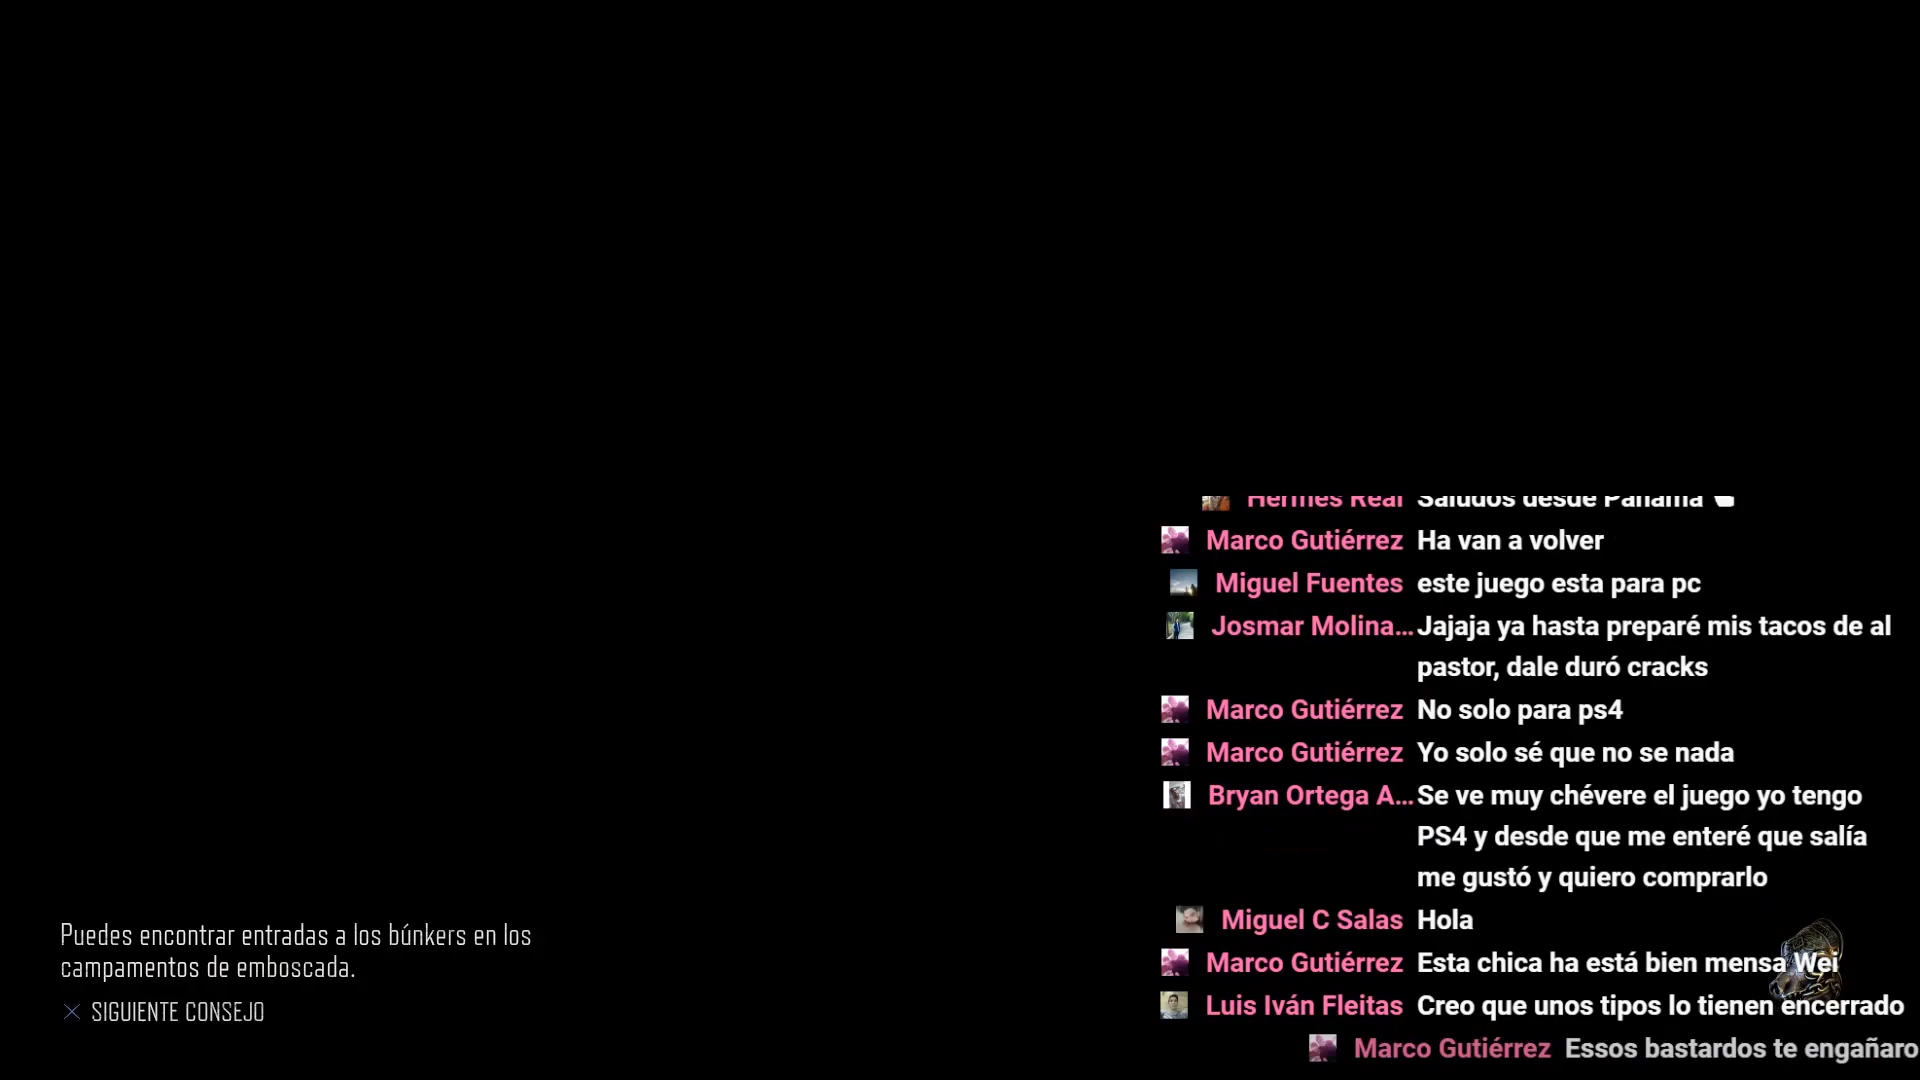 Puedes encontrar entradas a los búnkers en los
campamentos de emboscada.
SIGUIENTE CONSEJO
Hermes Real Saludos desde Panamá
Marco Gutiérrez Ha van a volver
Miguel Fuentes este juego esta para pc
Josmar Molina... Jajaja ya hasta preparé mis tacos de al
pastor, dale duró cracks
Marco Gutiérrez No solo para ps4
Marco Gutiérrez Yo solo sé que no se nada
Bryan Ortega A... Se ve muy chévere el juego yo tengo
PS4 y desde que me enteré que salía
me gustó y quiero comprarlo
Miguel C Salas Hola
Marco Gutiérrez Esta chica ha está bien mensa Wei
Luis Iván Fleitas Creo que unos tipos lo tienen encerrado
Marco Gutiérrez Essos bastardos te engañaro